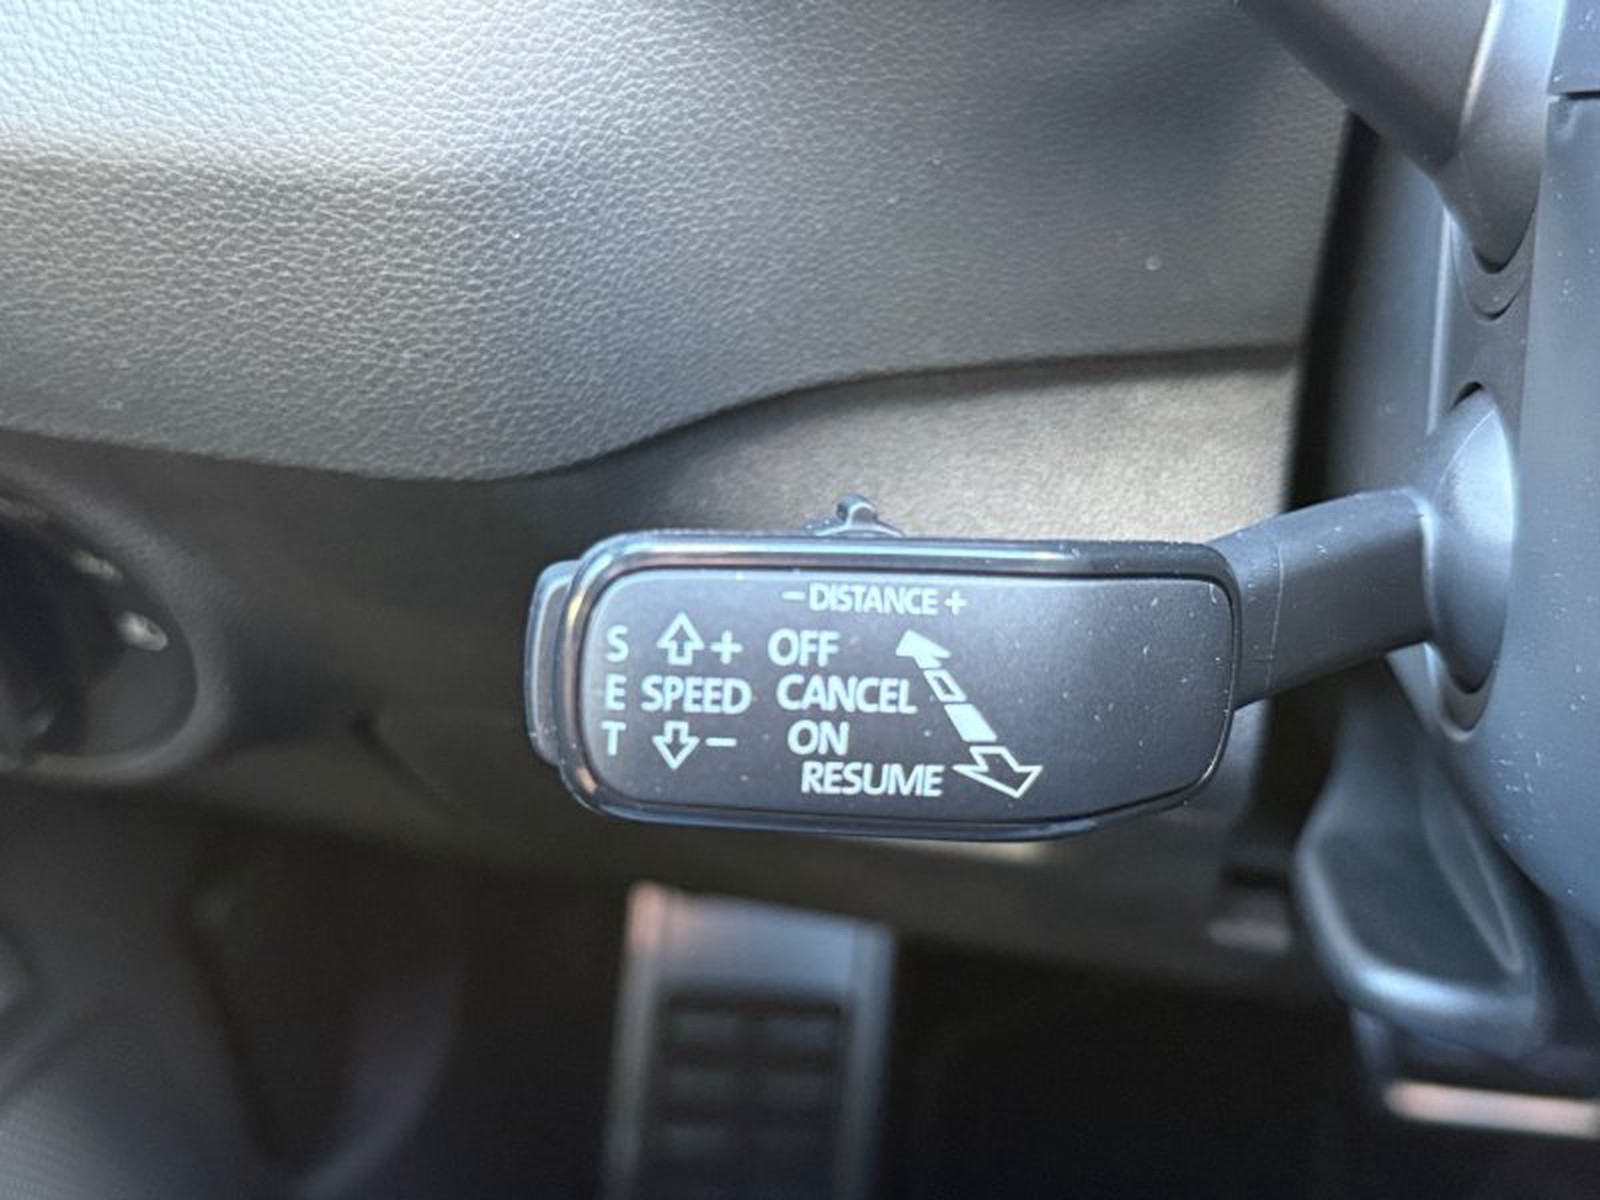 – DISTANCE +
S + OFF
E SPEED CANCEL
T – ON
RESUME